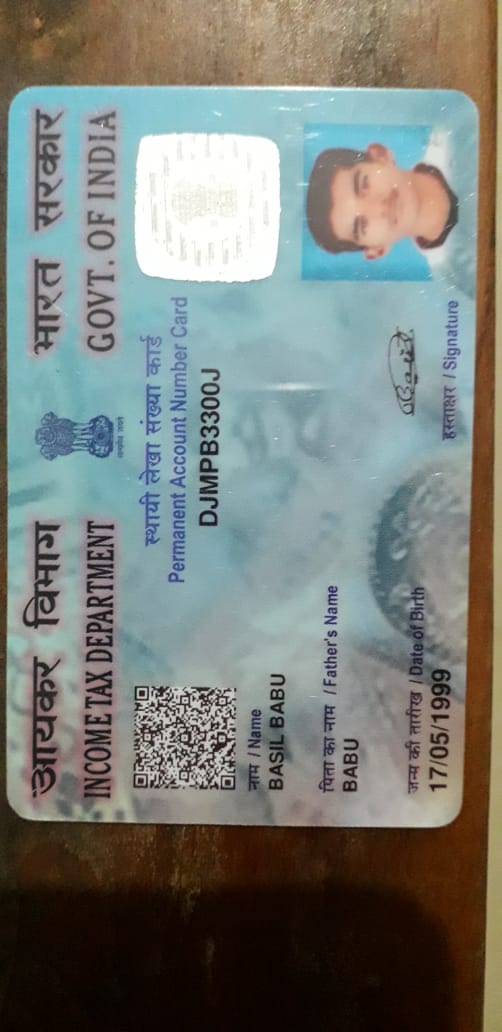 आयकर विभाग
INCOME TAX DEPARTMENT
भारत सरकार
GOVT. OF INDIA
स्थायी लेखा संख्या कार्ड
Permanent Account Number Card
DJMPB3300J
नाम / Name
BASIL BABU
पिता का नाम / Father's Name
BABU
जन्म की तारीख / Date of Birth
17/05/1999
हस्ताक्षर / Signature